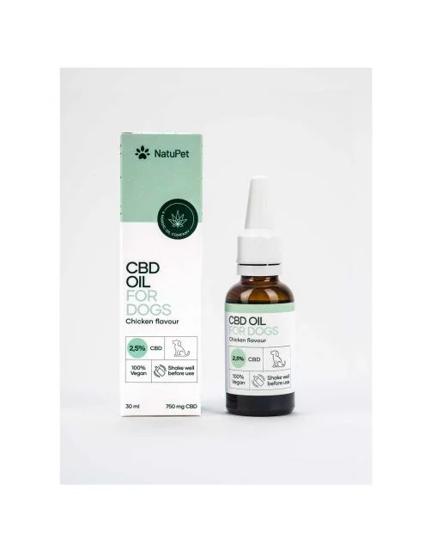 NatuPet
CBD
OIL
FOR
DOGS
Chicken flavour
2,5% CBD
100%
Vegan
Shake well
before use
30 ml
750 mg CBD
CBD OIL
FOR DOGS
Chicken flavour
2,5% CBD
100%
Vegan
Shake well
before use